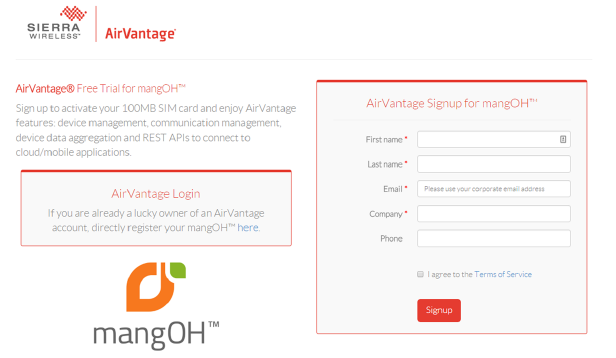 SIERRA
WIRELESS™
AirVantage®
AirVantage® Free Trial for mangOH™
Sign up to activate your 100MB SIM card and enjoy AirVantage
features: device management, communication management,
device data aggregation and REST APIs to connect to
cloud/mobile applications.
AirVantage Login
If you are already a lucky owner of an AirVantage
account, directly register your mangOH™ here.
mangOH™
AirVantage Signup for mangOH™
First name *
Last name *
Email * Please use your corporate email address
Company *
Phone
I agree to the Terms of Service
Signup